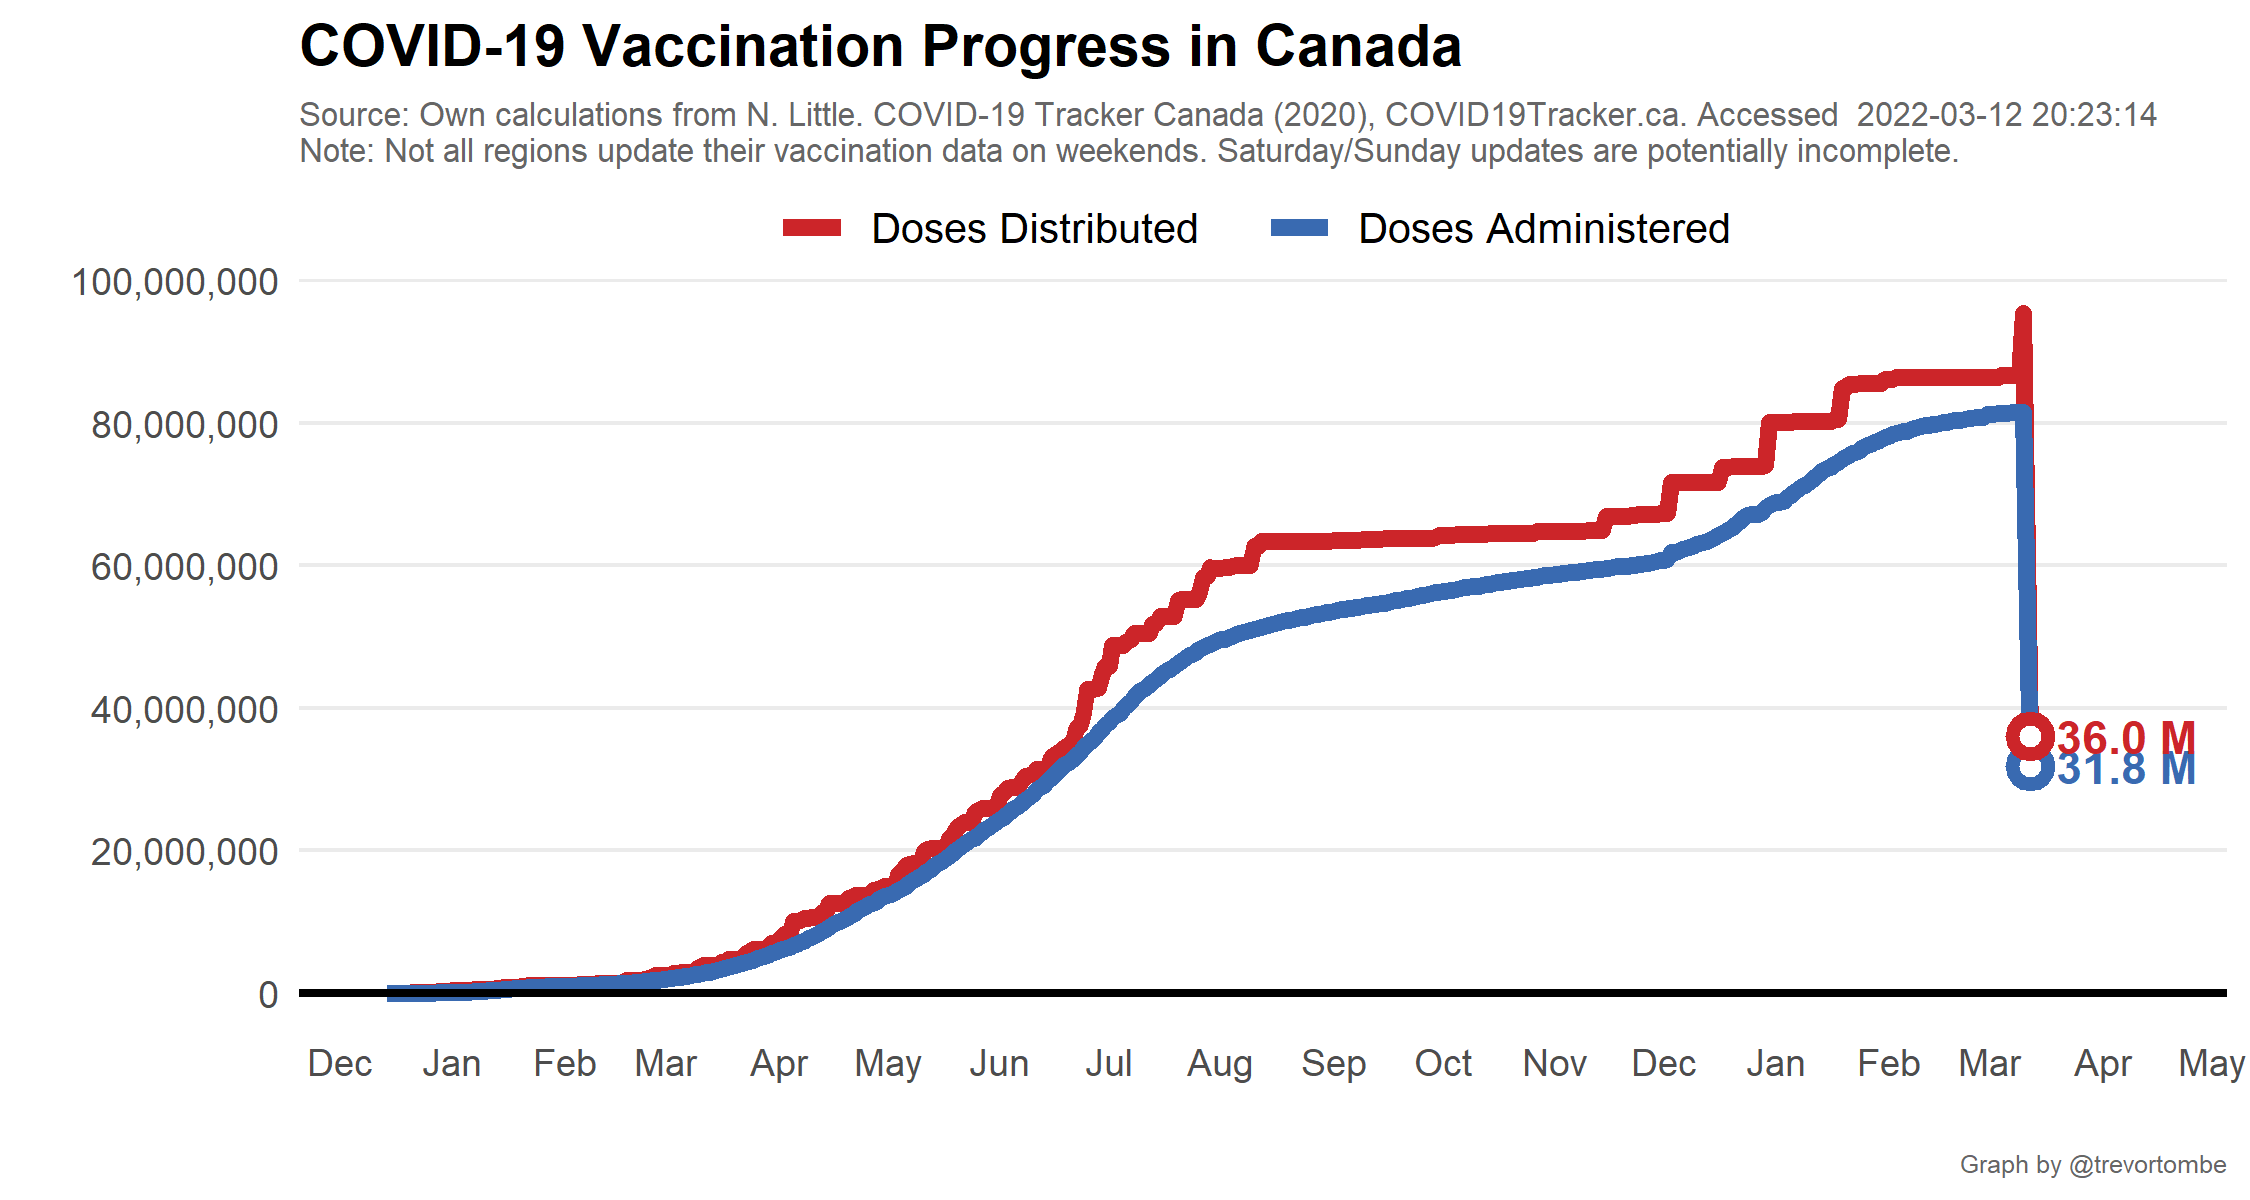 COVID-19 Vaccination Progress in Canada
Source: Own calculations from N. Little. COVID-19 Tracker Canada (2020), COVID19Tracker.ca. Accessed  2022-03-12 20:23:14
Note: Not all regions update their vaccination data on weekends. Saturday/Sunday updates are potentially incomplete.
Doses Distributed Doses Administered
100,000,000
80,000,000
60,000,000
40,000,000
36.0 M
31.8 M
20,000,000
0
Dec Jan Feb Mar Apr May Jun Jul Aug Sep Oct Nov Dec Jan Feb Mar Apr May
Graph by @trevortombe